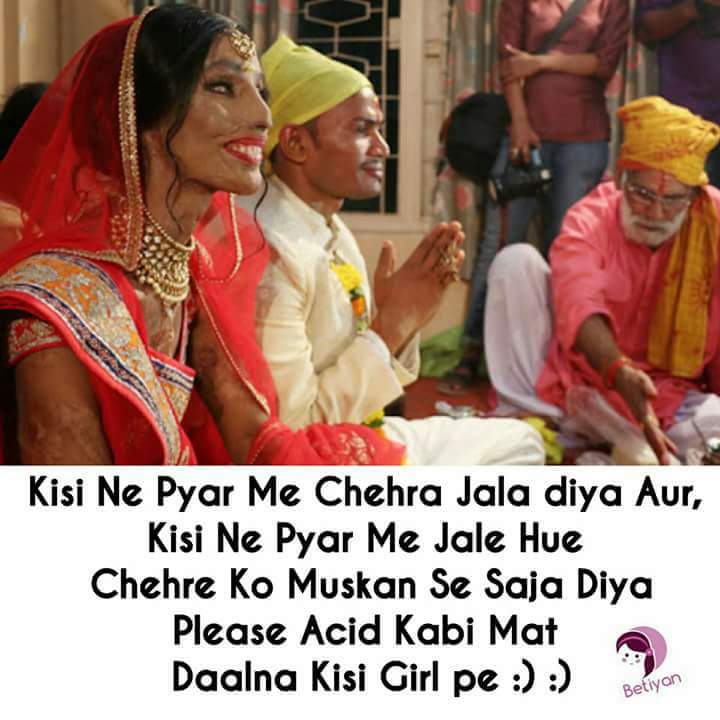 Kisi Ne Pyar Me Chehra Jala diya Aur,
Kisi Ne Pyar Me Jale Hue
Chehre Ko Muskan Se Saja Diya
Please Acid Kabi Mat
Daalna Kisi Girl pe :) :)
Betiyan